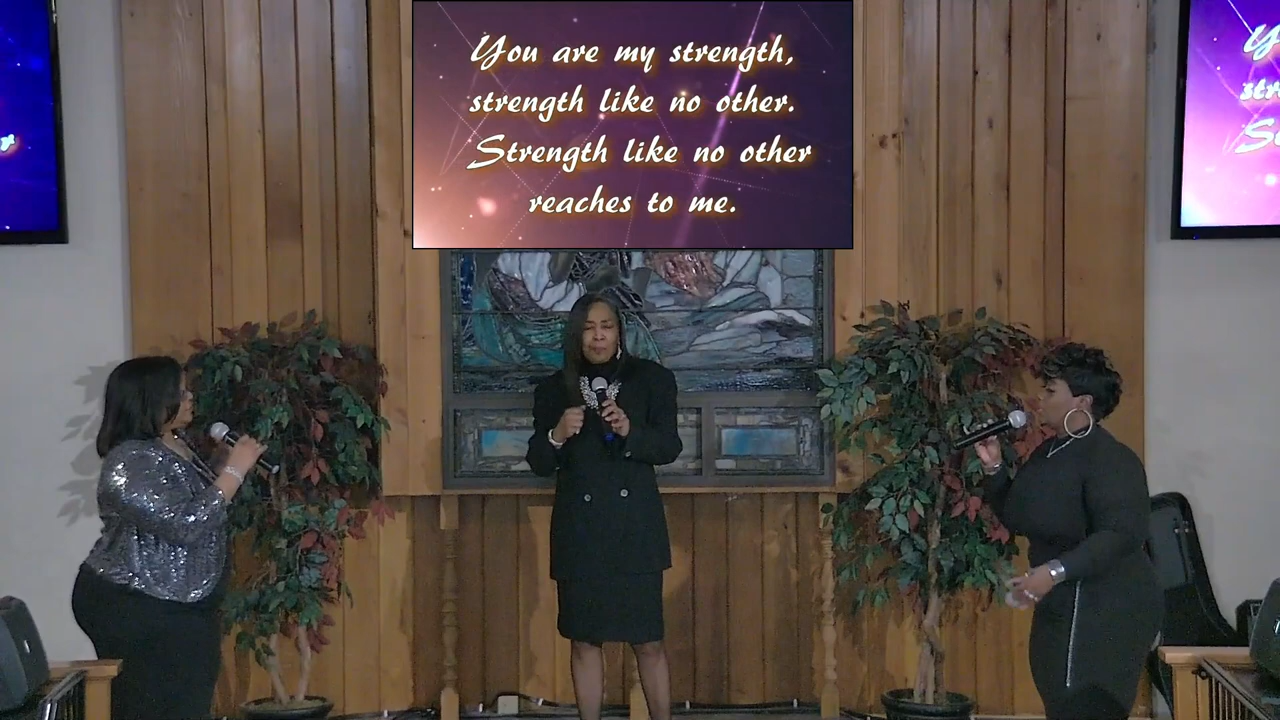 You are my strength,
strength like no other.
Strength like no other
reaches to me.